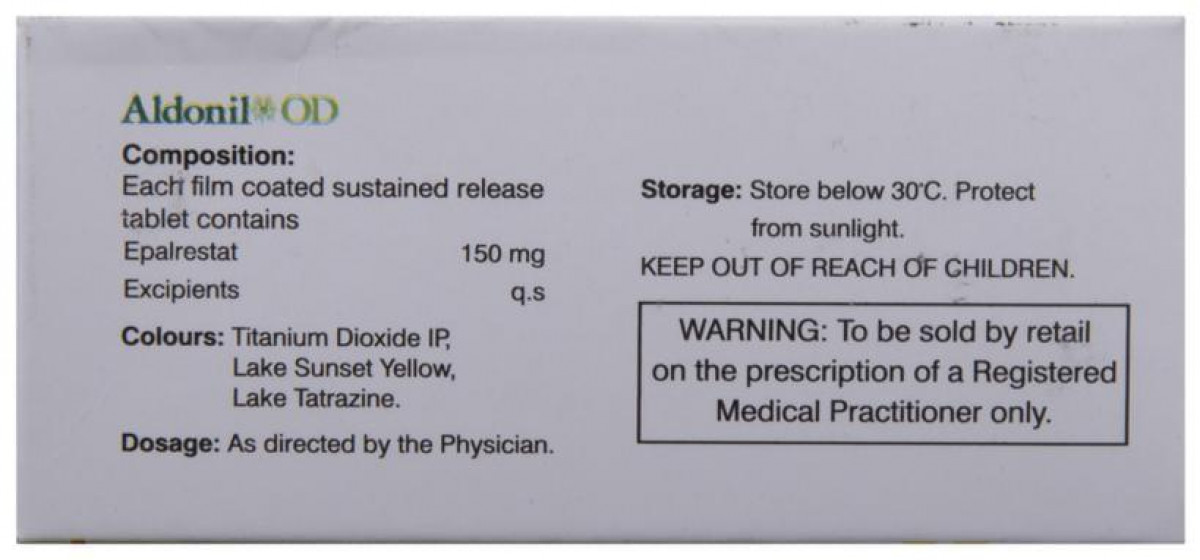 Aldonil OD
Composition:
Each film coated sustained release
tablet contains
Epalrestat 150 mg
Excipients q.s
Colours: Titanium Dioxide IP,
Lake Sunset Yellow,
Lake Tatrazine.
Dosage: As directed by the Physician.
Storage: Store below 30°C. Protect
from sunlight.
KEEP OUT OF REACH OF CHILDREN.
WARNING: To be sold by retail
on the prescription of a Registered
Medical Practitioner only.